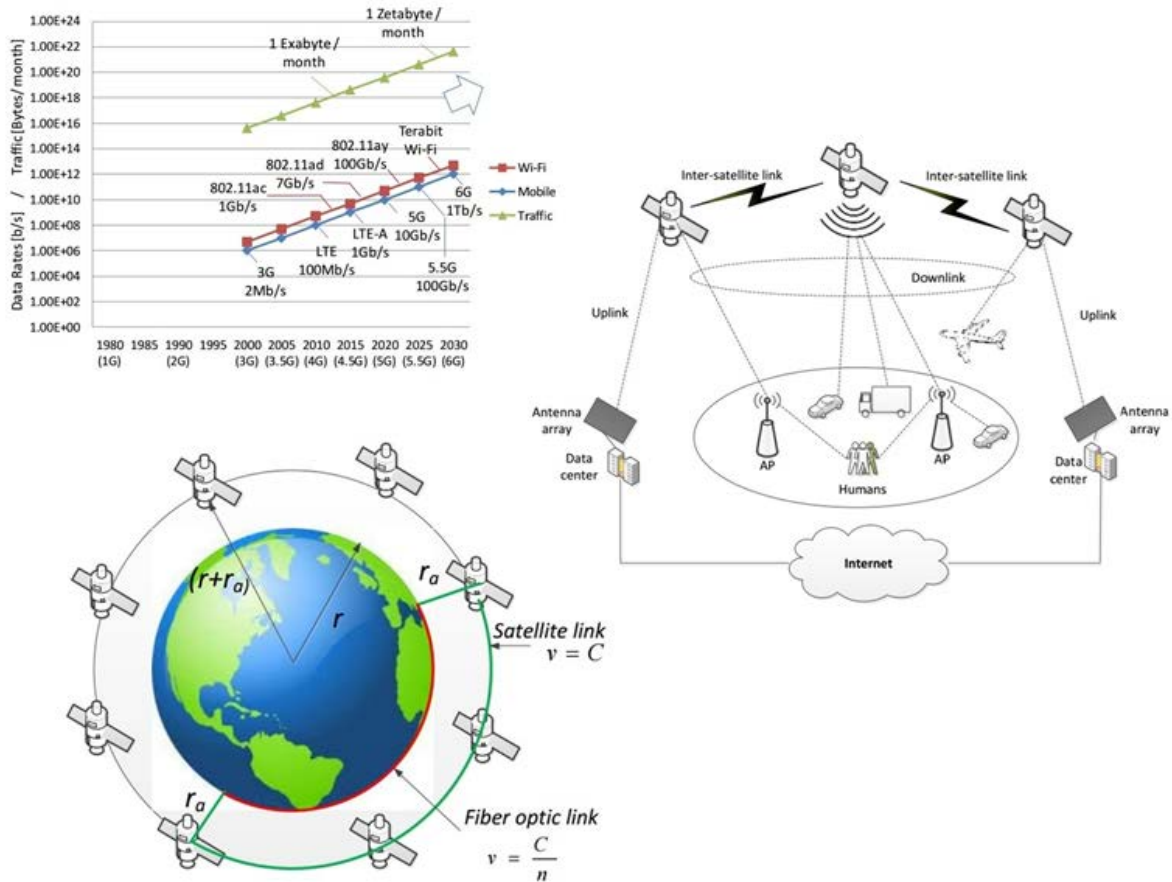 Data Rates [b/s]   /   Traffic [Bytes/month]
1.00E+24
1.00E+22
1.00E+20
1.00E+18
1.00E+16
1.00E+14
1.00E+12
1.00E+10
1.00E+08
1.00E+06
1.00E+04
1.00E+02
1.00E+00
1 Exabyte /
month
1 Zetabyte /
month
802.11ac
1Gb/s
802.11ad
7Gb/s
802.11ay
100Gb/s
Terabit
Wi-Fi
3G
2Mb/s
LTE
100Mb/s
LTE-A
1Gb/s
5G
10Gb/s
5.5G
100Gb/s
6G
1Tb/s
Wi-Fi
Mobile
Traffic
1980 1985 1990 1995 2000 2005 2010 2015 2020 2025 2030
(1G) (2G) (3G) (3.5G) (4G) (4.5G) (5G) (5.5G) (6G)
Inter-satellite link
Inter-satellite link
Downlink
Uplink
Uplink
Antenna
array
Data
center
AP
Humans
AP
Antenna
array
Data
center
Internet
(r+ra)
r
ra
Satellite link
v = C
ra
Fiber optic link
v = C/n